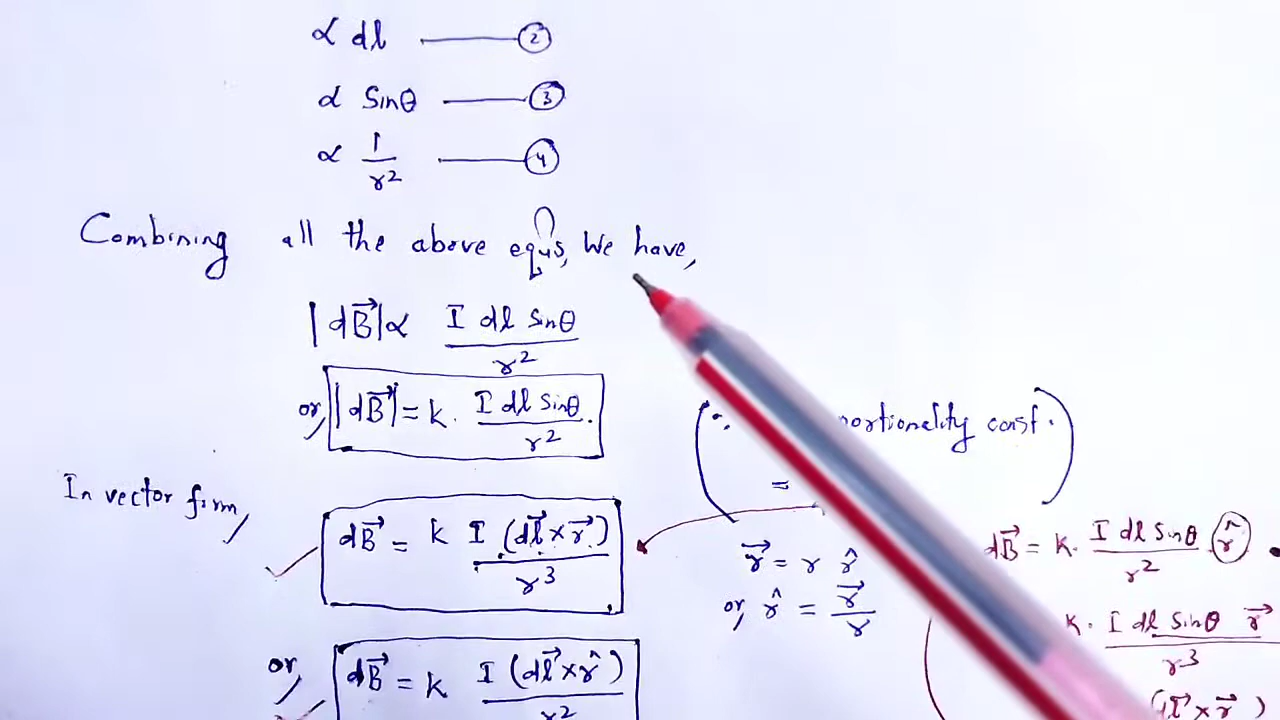 ∝ dl ——— ②
∝ Sinθ ——— ③
∝ 1/r² ——— ④
Combining all the above equns, We have,
|dB⃗| ∝ I dl Sinθ / r²
or, |dB⃗| = k. I dl Sinθ / r².
const.
=
In vector form,
dB⃗ = k I (dl⃗ × r⃗) / r³
r⃗ = r r̂
or, r̂ = r⃗ / r
dB⃗ = K. I dl Sinθ / r² r̂
K. I dl Sinθ r⃗ / r³
× r⃗ )
or, dB⃗ = k I (dl⃗ × r̂) / r²